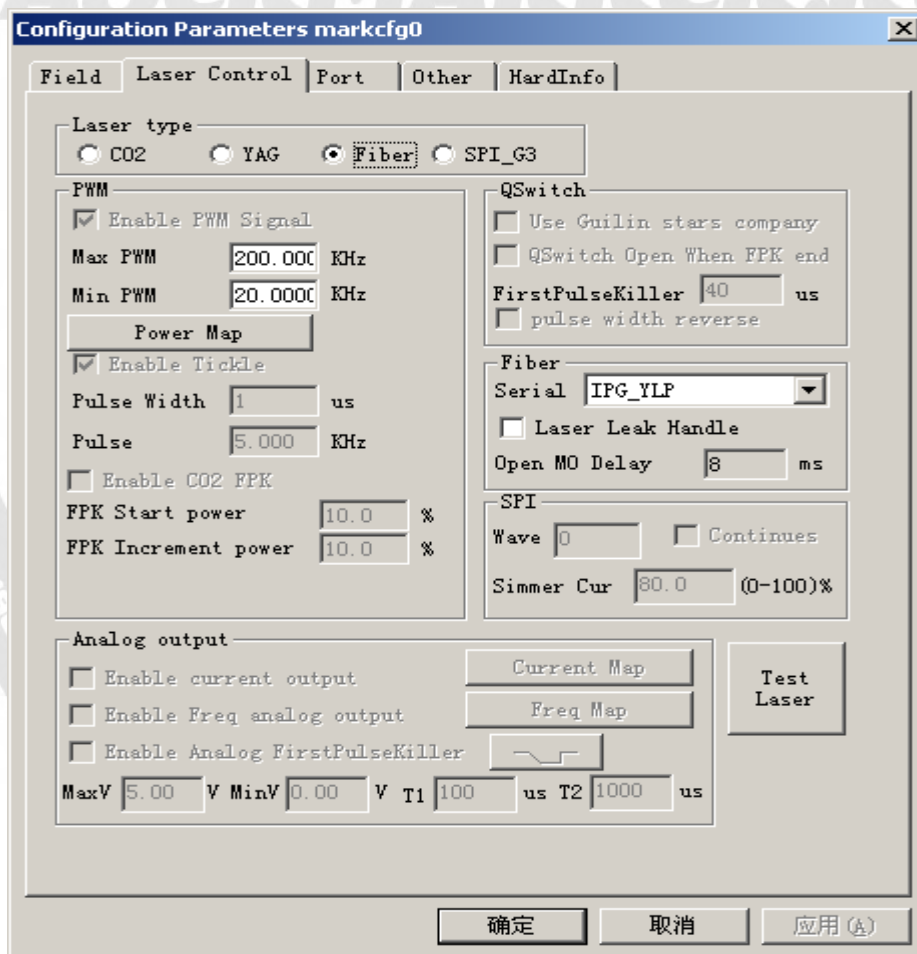 Configuration Parameters markcfg0
Field Laser Control Port Other HardInfo
Laser type
CO2 YAG Fiber SPI_G3
PWM
Enable PWM Signal
Max PWM 200.000 KHz
Min PWM 20.0000 KHz
Power Map
Enable Tickle
Pulse Width 1 us
Pulse 5.000 KHz
Enable CO2 FPK
FPK Start power 10.0 %
FPK Increment power 10.0 %
QSwitch
Use Guilin stars company
QSwitch Open When FPK end
FirstPulseKiller 40 us
pulse width reverse
Fiber
Serial IPG_YLP
Laser Leak Handle
Open MO Delay 8 ms
SPI
Wave 0 Continues
Simmer Cur 80.0 (0-100)%
Analog output
Enable current output Current Map
Enable Freq analog output Freq Map
Enable Analog FirstPulseKiller
MaxV 5.00 V MinV 0.00 V T1 100 us T2 1000 us
Test
Laser
确定 取消 应用(A)